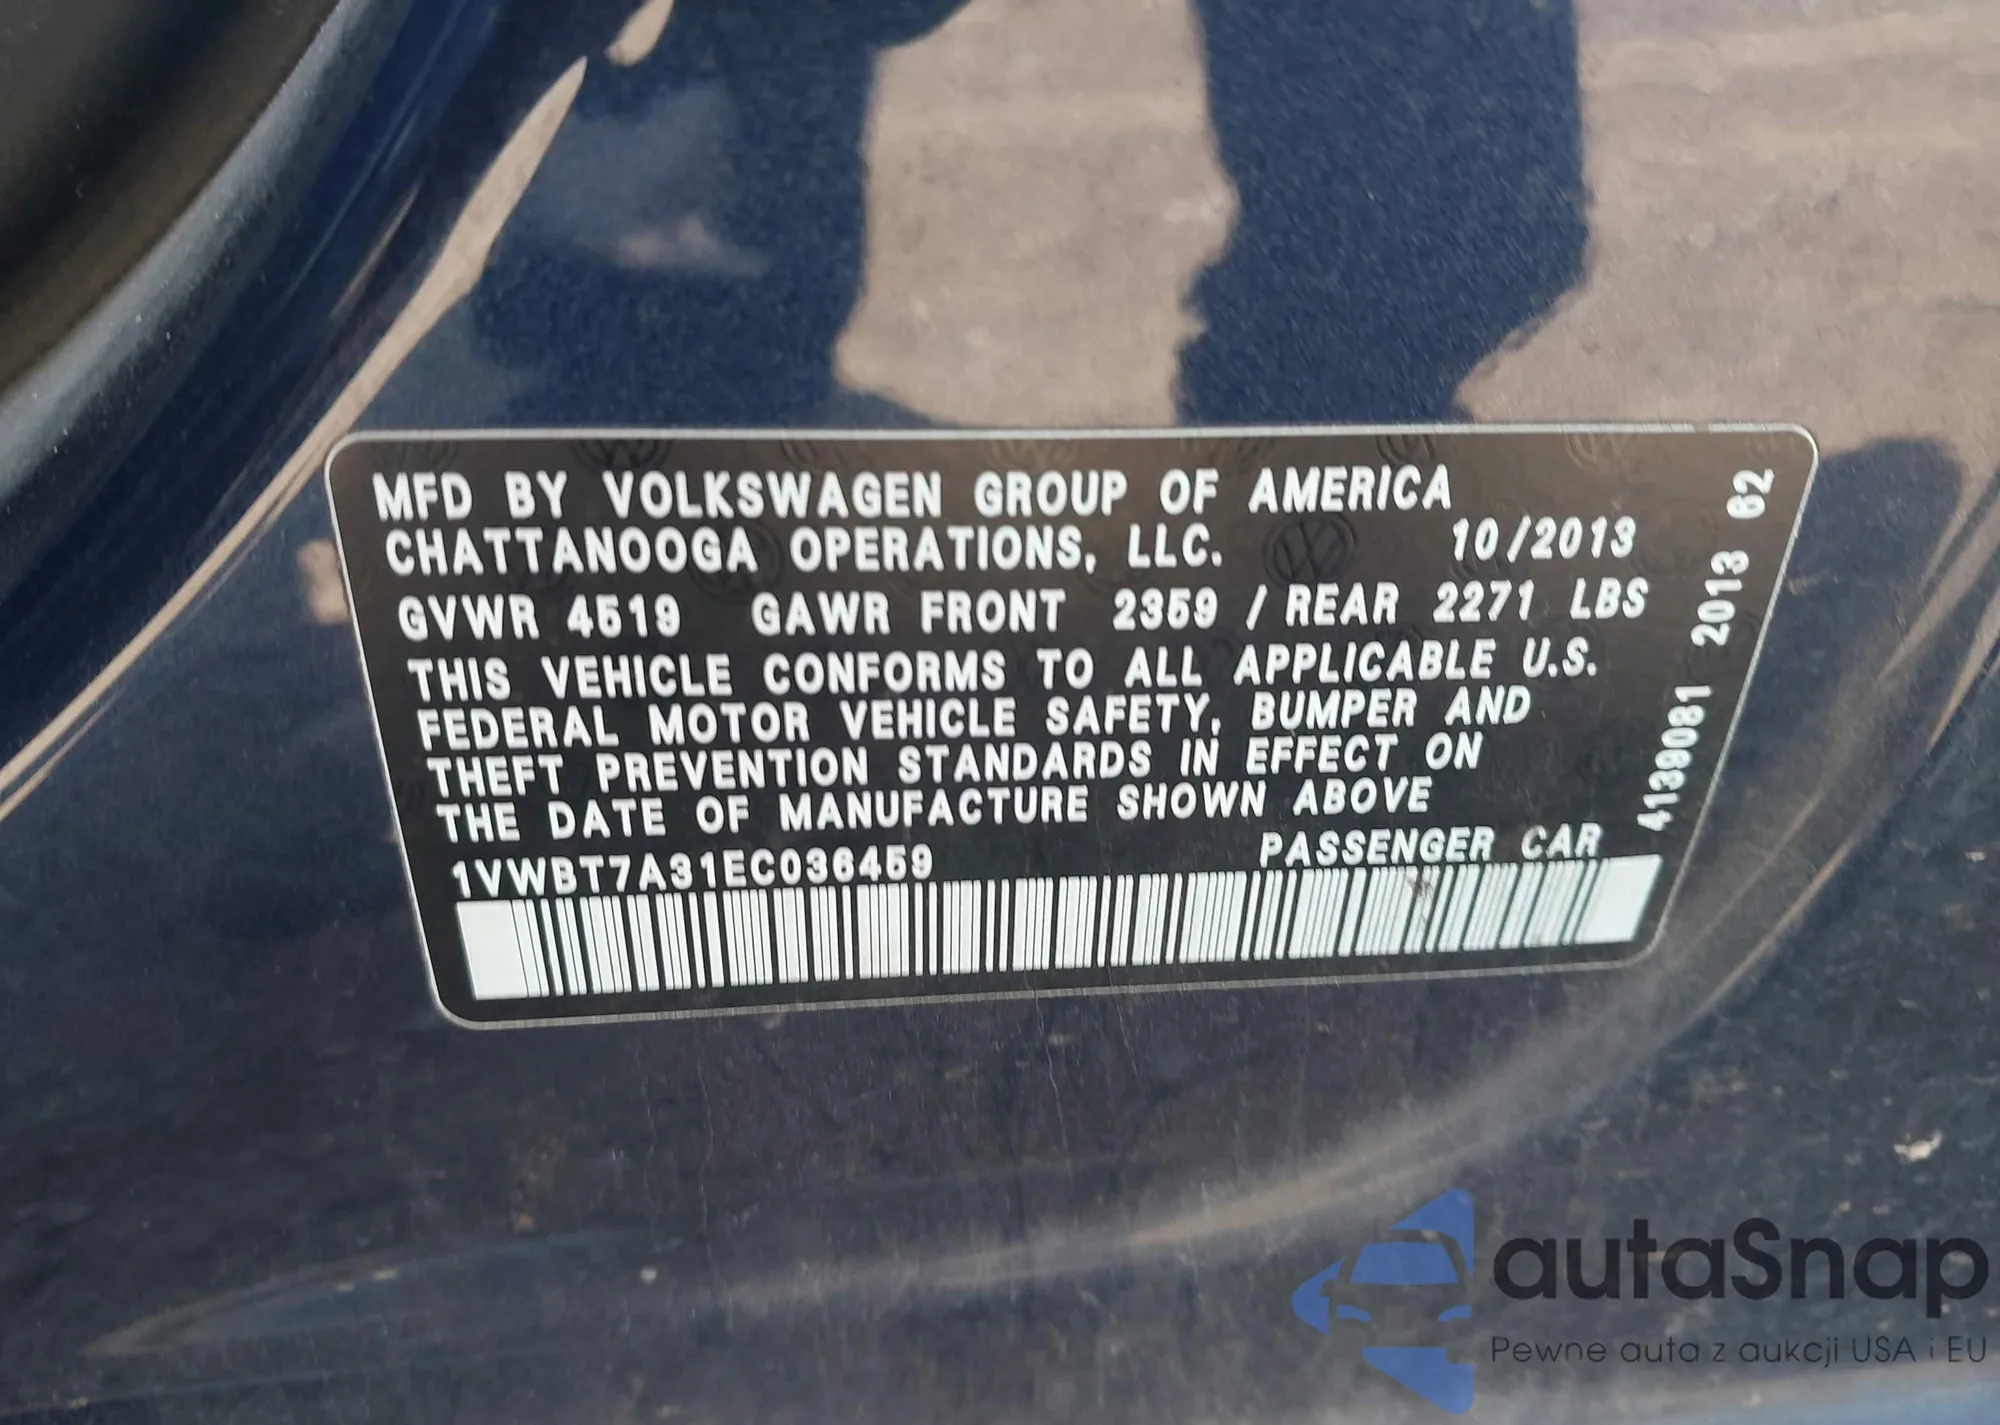 MFD BY VOLKSWAGEN GROUP OF AMERICA
CHATTANOOGA OPERATIONS, LLC. 10/2013
GVWR 4519 GAWR FRONT 2359 / REAR 2271 LBS
THIS VEHICLE CONFORMS TO ALL APPLICABLE U.S.
FEDERAL MOTOR VEHICLE SAFETY, BUMPER AND
THEFT PREVENTION STANDARDS IN EFFECT ON
THE DATE OF MANUFACTURE SHOWN ABOVE
1VWBT7A31EC036459 PASSENGER CAR
2013
autaSnap
Pewne auta z aukcji USA i EU